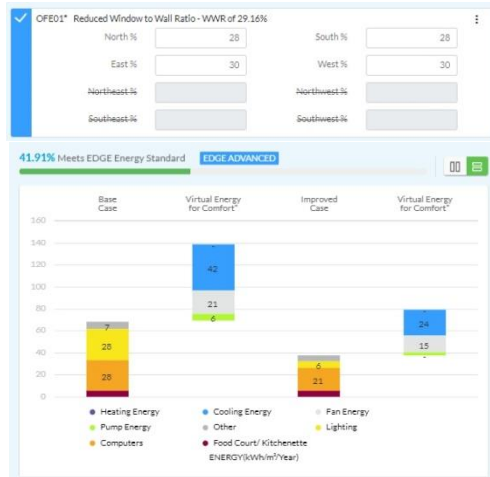 OFE01* Reduced Window to Wall Ratio - WWR of 29.16%
North % 28 South % 28
East % 30 West % 30
Northeast % Northwest %
Southeast % Southwest %
41.91% Meets EDGE Energy Standard EDGE ADVANCED
Base Case Virtual Energy for Comfort* Improved Case Virtual Energy for Comfort*
160
140
120
100
80
60
40
20
0
7
28
28
42
21
6
6
21
24
15
Heating Energy Cooling Energy Fan Energy
Pump Energy Other Lighting
Computers Food Court/ Kitchenette
ENERGY(kWh/m²/Year)